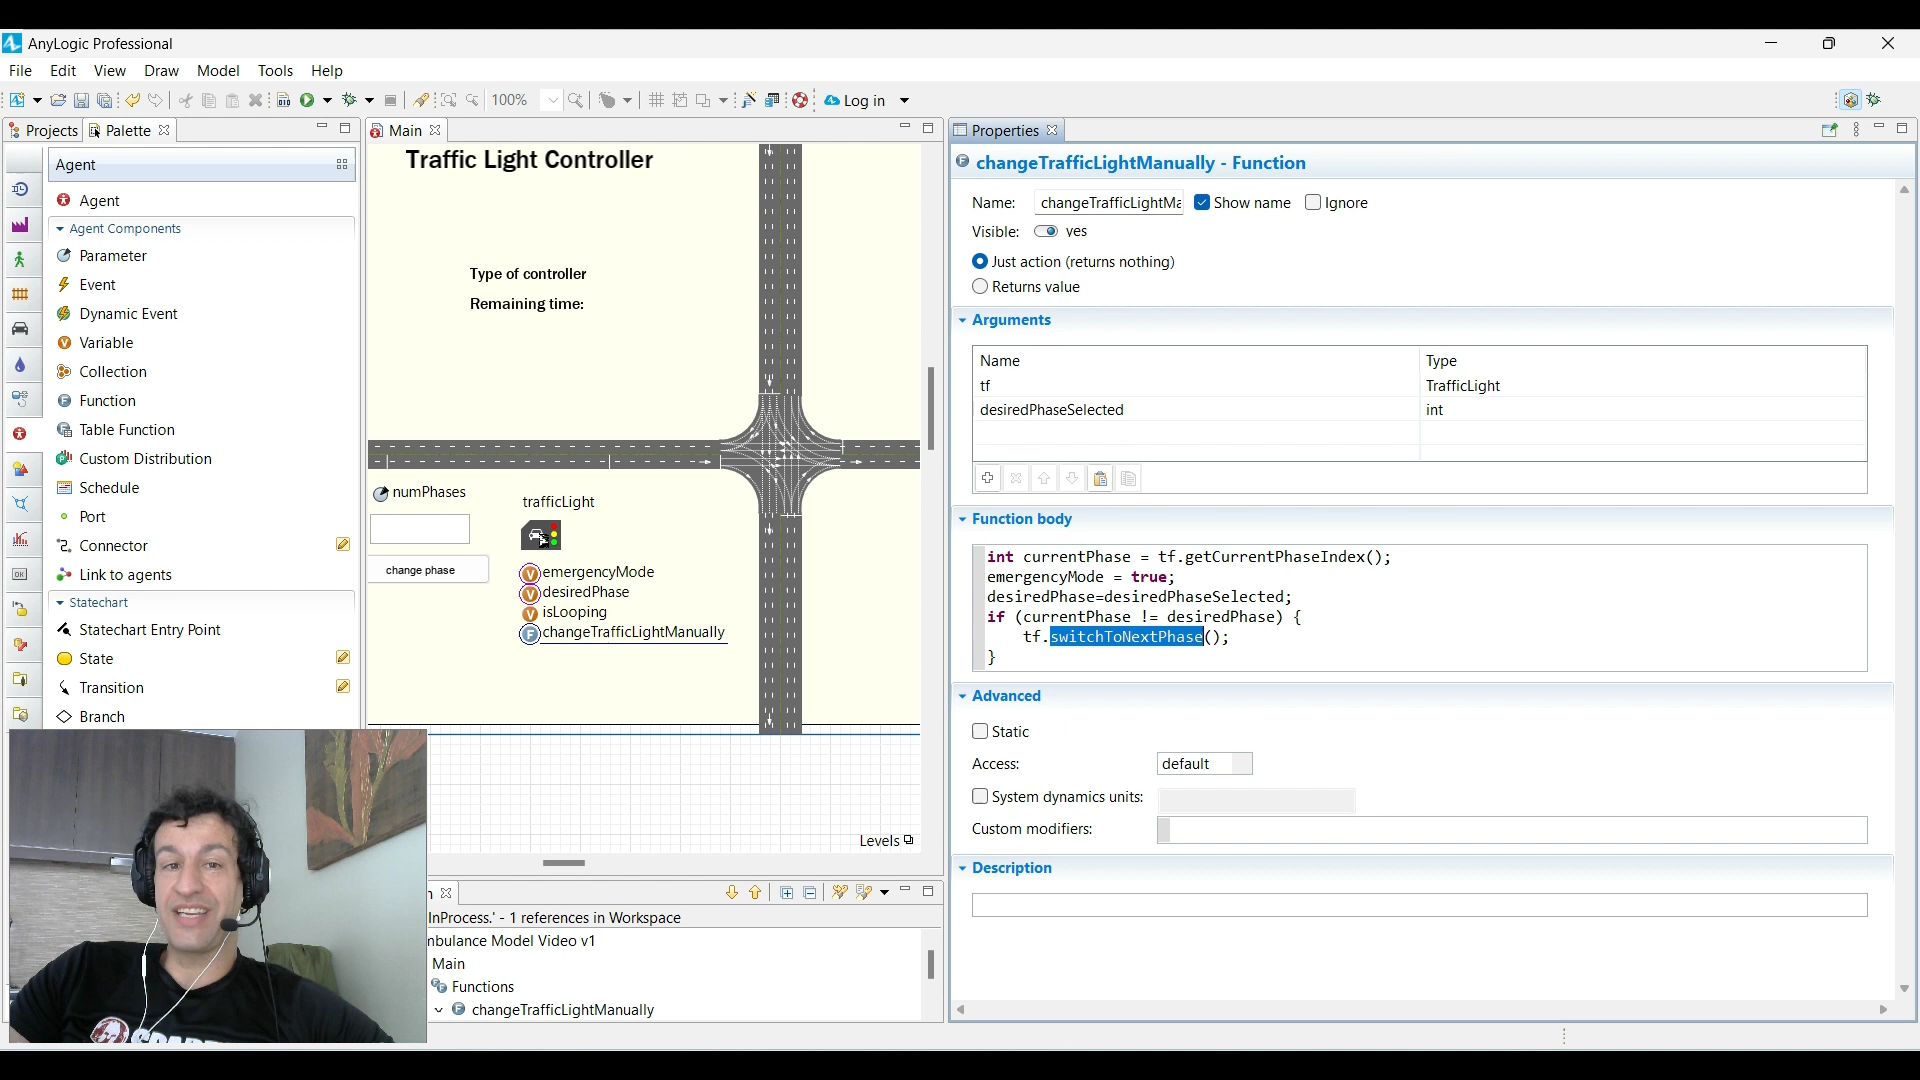 AnyLogic Professional
File Edit View Draw Model Tools Help
100% Log in
Projects Palette
Agent
Agent
Agent Components
Parameter
Event
Dynamic Event
Variable
Collection
Function
Table Function
Custom Distribution
Schedule
Port
Connector
Link to agents
Statechart
Statechart Entry Point
State
Transition
Branch
Main
Traffic Light Controller
Type of controller
Remaining time:
numPhases
change phase
trafficLight
emergencyMode
desiredPhase
isLooping
changeTrafficLightManually
Levels
InProcess.' - 1 references in Workspace
mbulance Model Video v1
Main
Functions
changeTrafficLightManually
Properties
changeTrafficLightManually - Function
Name: changeTrafficLightMa Show name Ignore
Visible: yes
Just action (returns nothing)
Returns value
Arguments
Name Type
tf TrafficLight
desiredPhaseSelected int
Function body
int currentPhase = tf.getCurrentPhaseIndex();
emergencyMode = true;
desiredPhase=desiredPhaseSelected;
if (currentPhase != desiredPhase) {
tf.switchToNextPhase();
}
Advanced
Static
Access: default
System dynamics units:
Custom modifiers:
Description